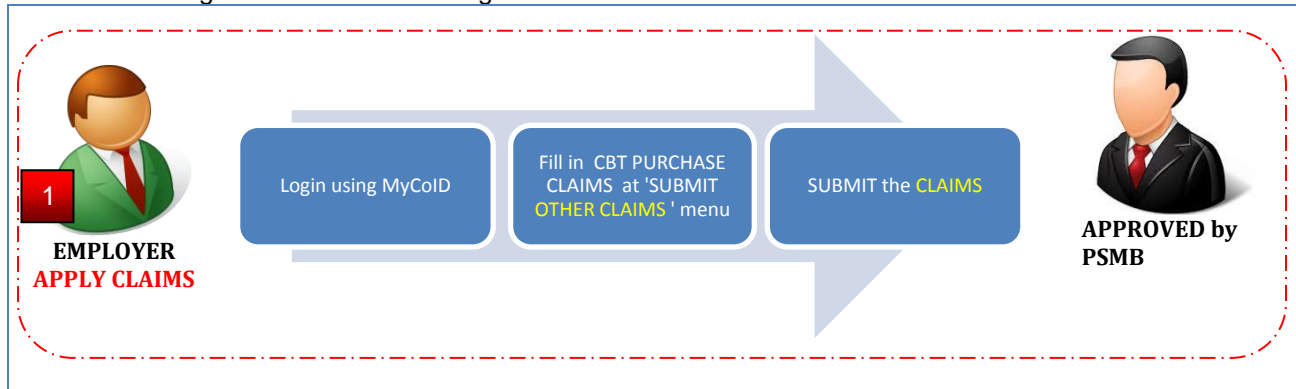 1
EMPLOYER
APPLY CLAIMS
Login using MyCoID
Fill in CBT PURCHASE
CLAIMS at 'SUBMIT
OTHER CLAIMS ' menu
SUBMIT the CLAIMS
APPROVED by
PSMB